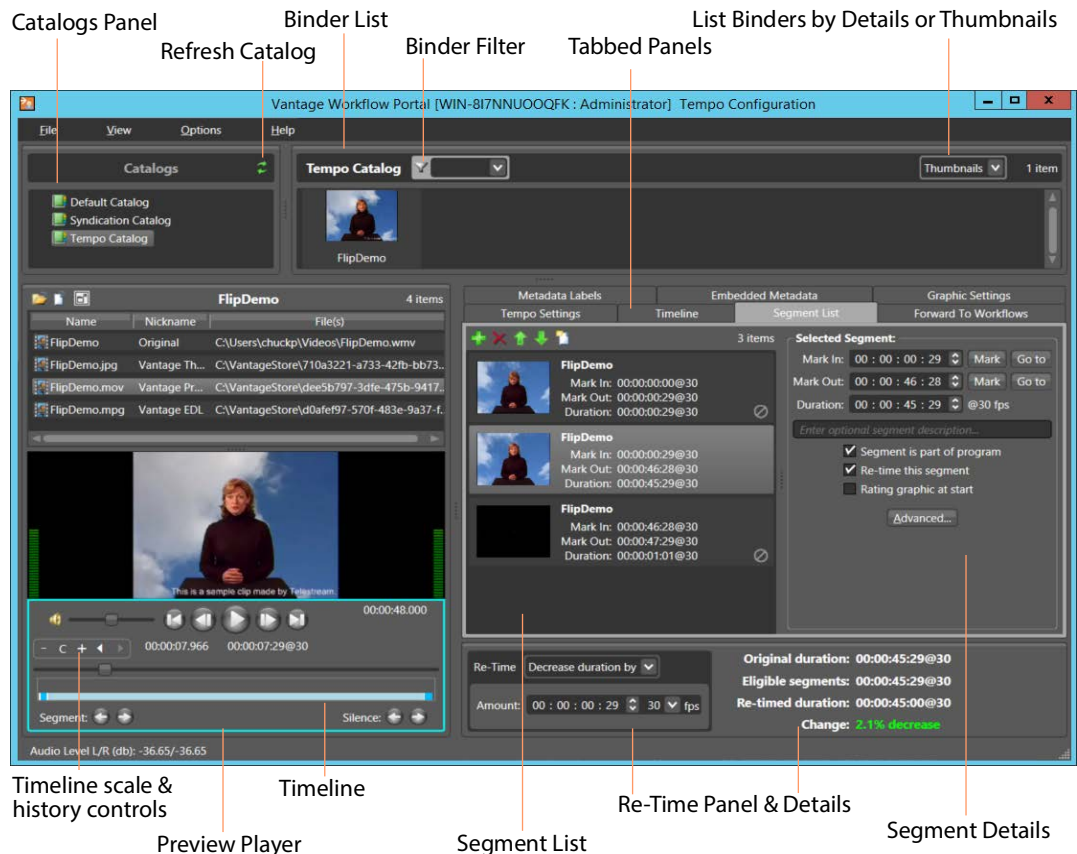 Catalogs Panel
Binder List
List Binders by Details or Thumbnails
Refresh Catalog
Binder Filter
Tabbed Panels
Vantage Workflow Portal [WIN-8I7NNUOOQFK : Administrator] Tempo Configuration
File View Options Help
Catalogs
Default Catalog
Syndication Catalog
Tempo Catalog
Tempo Catalog
Thumbnails
1 item
FlipDemo
FlipDemo
4 items
Name Nickname File(s)
FlipDemo Original C:\Users\chuckp\Videos\FlipDemo.wmv
FlipDemo.jpg Vantage Th... C:\VantageStore\710a3221-a733-42fb-bb73..
FlipDemo.mov Vantage Pr... C:\VantageStore\dee5b797-3dfe-475b-9417..
FlipDemo.mpg Vantage EDL C:\VantageStore\d0afef97-570f-483e-9a37-f..
This is a sample clip made by Telestream.
00:00:48.000
- C +
00:00:07.966 00:00:07:29@30
Segment:
Silence:
Audio Level L/R (db): -36.65/-36.65
Metadata Labels Embedded Metadata Graphic Settings
Tempo Settings Timeline Segment List Forward To Workflows
3 items
FlipDemo
Mark In: 00:00:00:00@30
Mark Out: 00:00:00:29@30
Duration: 00:00:00:29@30
FlipDemo
Mark In: 00:00:00:29@30
Mark Out: 00:00:46:28@30
Duration: 00:00:45:29@30
FlipDemo
Mark In: 00:00:46:28@30
Mark Out: 00:00:47:29@30
Duration: 00:00:01:01@30
Selected Segment:
Mark In: 00 : 00 : 00 : 29 Mark Go to
Mark Out: 00 : 00 : 46 : 28 Mark Go to
Duration: 00 : 00 : 45 : 29 @30 fps
Enter optional segment description...
Segment is part of program
Re-time this segment
Rating graphic at start
Advanced...
Re-Time Decrease duration by
Amount: 00 : 00 : 00 : 29 30 fps
Original duration: 00:00:45:29@30
Eligible segments: 00:00:45:29@30
Re-timed duration: 00:00:45:00@30
Change: 2.1% decrease
Timeline scale &
history controls
Timeline
Re-Time Panel & Details
Preview Player
Segment List
Segment Details